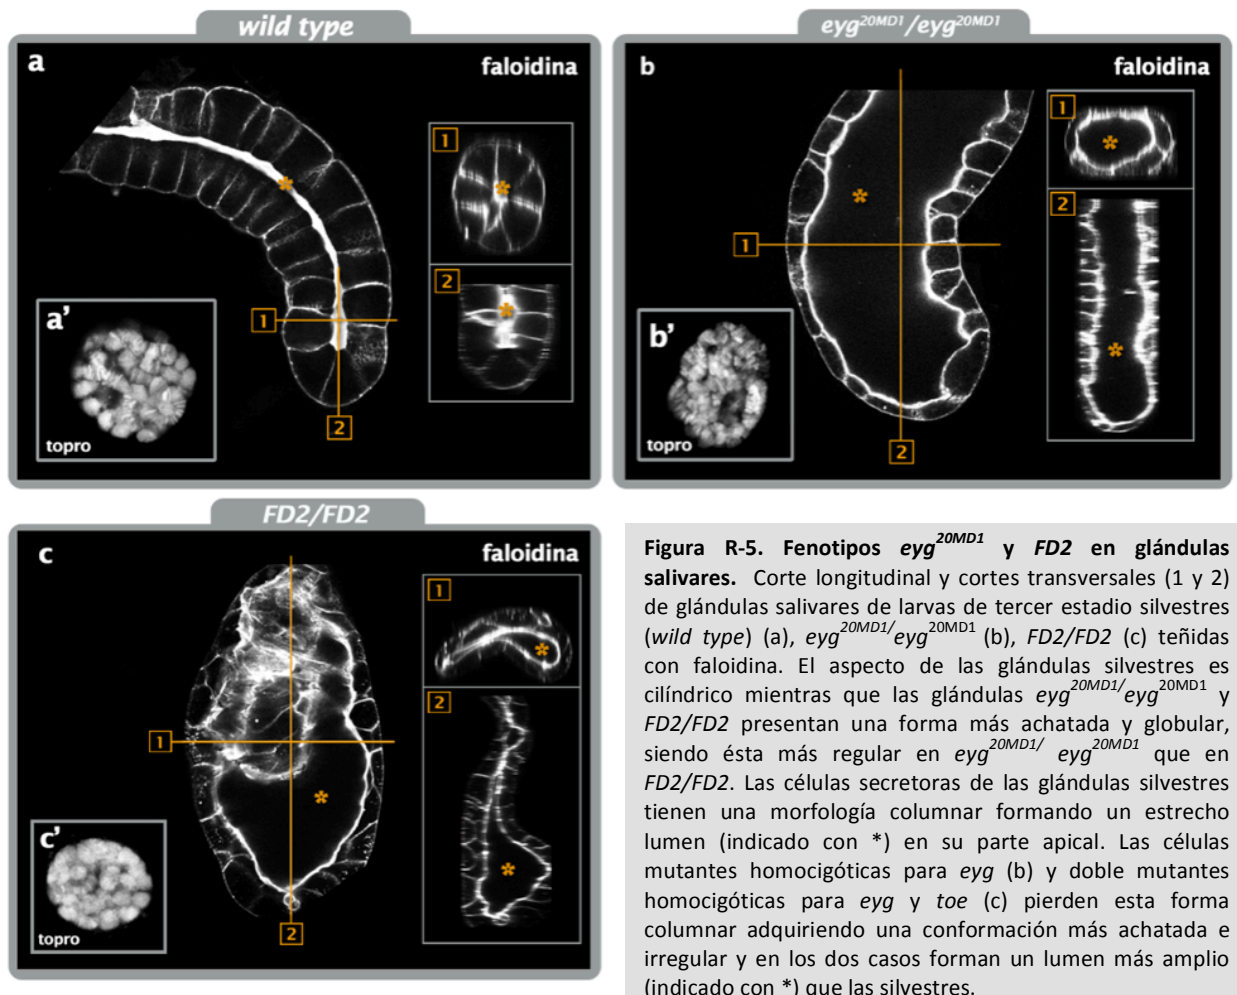 wild type
a
faloidina
1
*
*
2
*
1
a'
topro
2
eyg20MD1/eyg20MD1
b
faloidina
1
*
*
2
1
*
b'
topro
2
FD2/FD2
c
faloidina
1
*
2
1
*
*
c'
topro
2
Figura R-5. Fenotipos eyg20MD1 y FD2 en glándulas
salivares. Corte longitudinal y cortes transversales (1 y 2)
de glándulas salivares de larvas de tercer estadio silvestres
(wild type) (a), eyg20MD1/eyg20MD1 (b), FD2/FD2 (c) teñidas
con faloidina. El aspecto de las glándulas silvestres es
cilíndrico mientras que las glándulas eyg20MD1/eyg20MD1 y
FD2/FD2 presentan una forma más achatada y globular,
siendo ésta más regular en eyg20MD1/ eyg20MD1 que en
FD2/FD2. Las células secretoras de las glándulas silvestres
tienen una morfología columnar formando un estrecho
lumen (indicado con *) en su parte apical. Las células
mutantes homocigóticas para eyg (b) y doble mutantes
homocigóticas para eyg y toe (c) pierden esta forma
columnar adquiriendo una conformación más achatada e
irregular y en los dos casos forman un lumen más amplio
(indicado con *) que las silvestres.